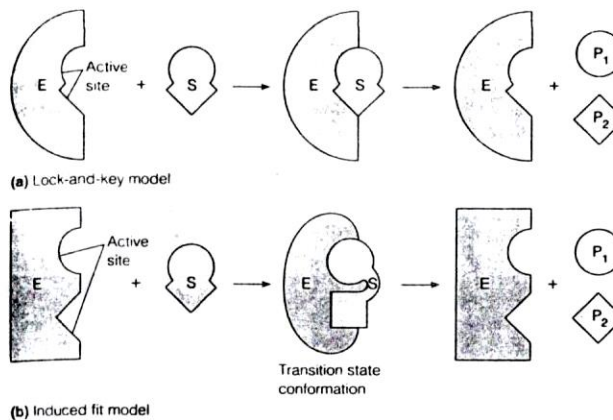 E
Active
site
+
S
E
S
E
+
P1
P2
(a) Lock-and-key model
Active
site
E
+
S
E
S
E
+
P1
P2
Transition state
conformation
(b) Induced fit model